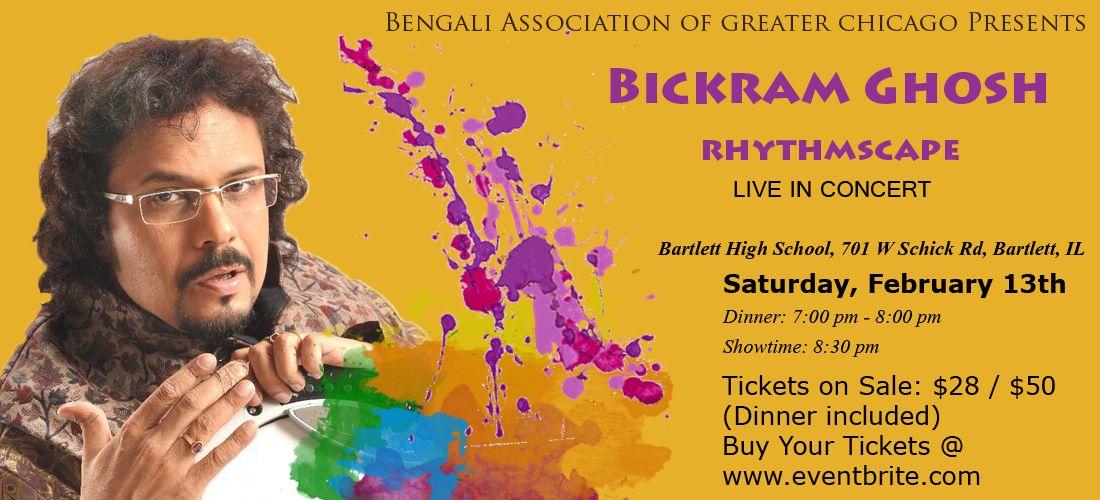 Bengali Association of greater chicago Presents
Bickram Ghosh
rhythmscape
LIVE IN CONCERT
Bartlett High School, 701 W Schick Rd, Bartlett, IL
Saturday, February 13th
Dinner: 7:00 pm - 8:00 pm
Showtime: 8:30 pm
Tickets on Sale: $28 / $50
(Dinner included)
Buy Your Tickets @
www.eventbrite.com